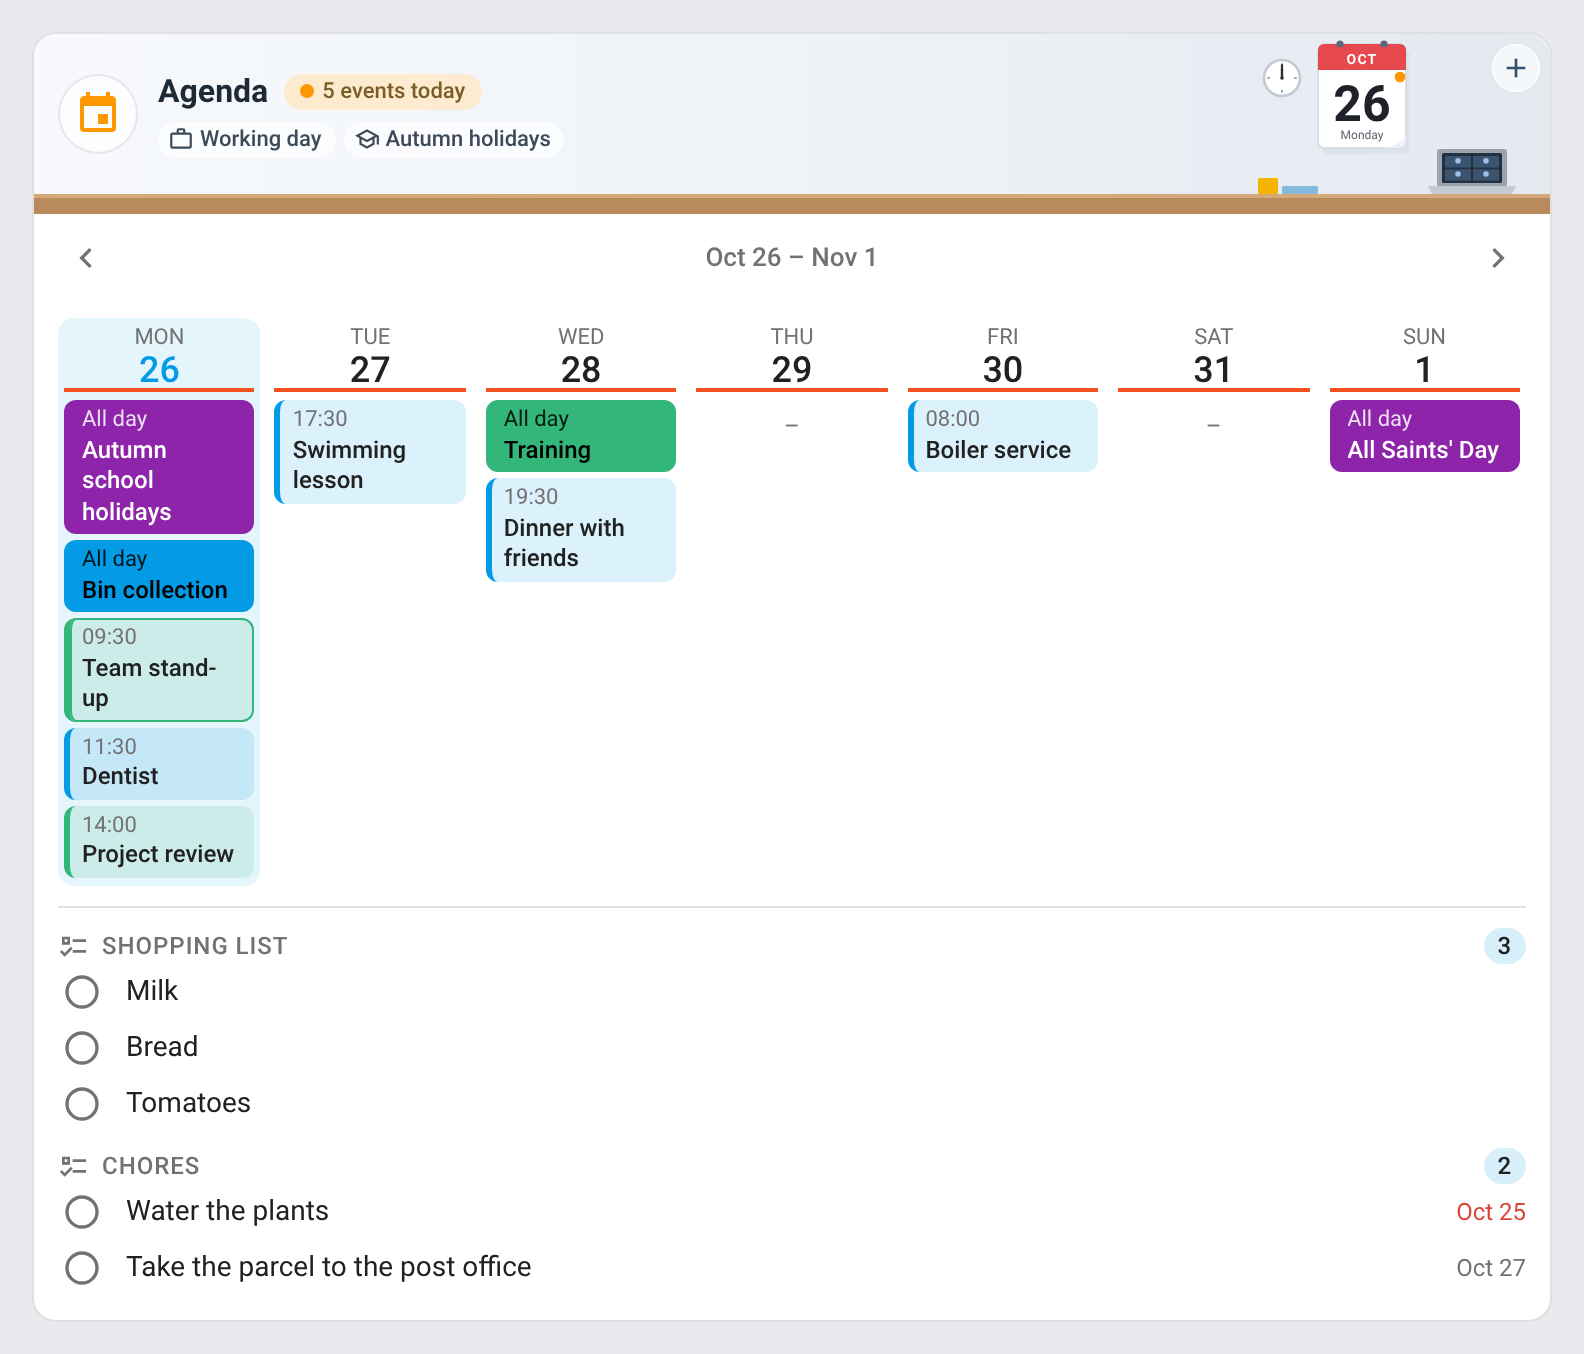 Agenda
5 events today
Working day
Autumn holidays
OCT
26
Monday
Oct 26 – Nov 1
MON
26
All day
Autumn
school
holidays
All day
Bin collection
09:30
Team stand-
up
11:30
Dentist
14:00
Project review
TUE
27
17:30
Swimming
lesson
WED
28
All day
Training
19:30
Dinner with
friends
THU
29
–
FRI
30
08:00
Boiler service
SAT
31
–
SUN
1
All day
All Saints' Day
SHOPPING LIST
3
Milk
Bread
Tomatoes
CHORES
2
Water the plants
Oct 25
Take the parcel to the post office
Oct 27